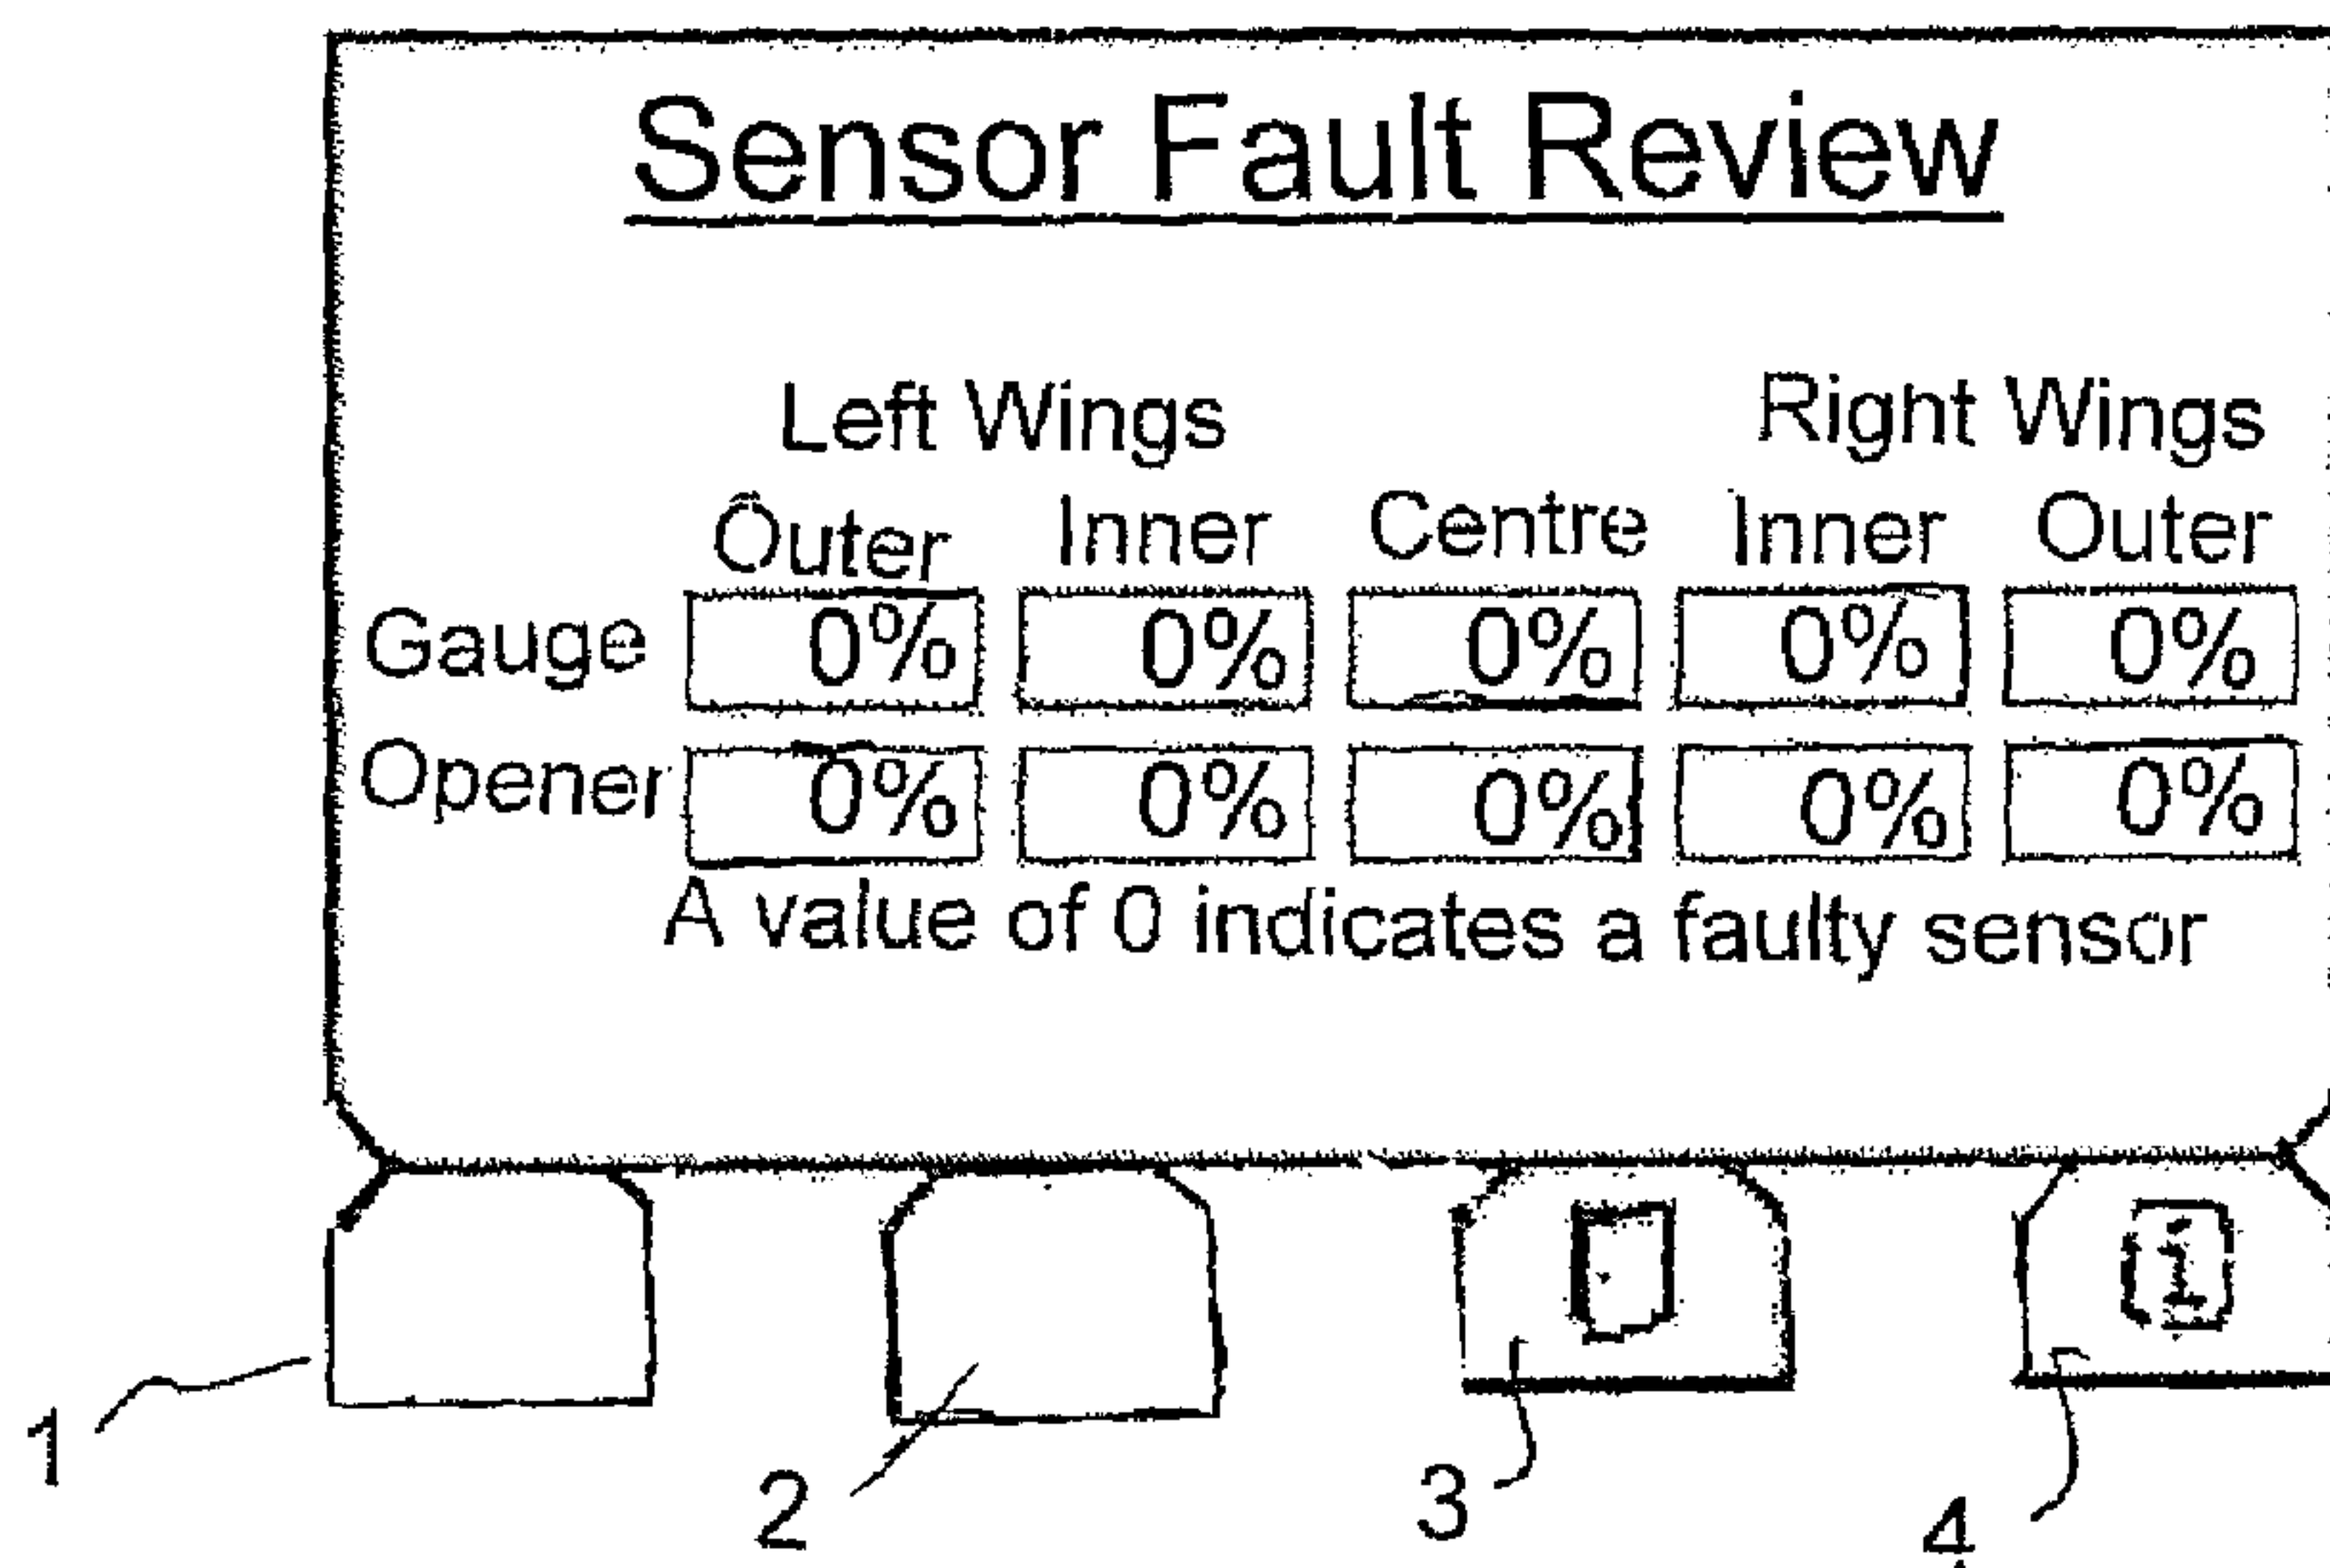 Sensor Fault Review
Left Wings Right Wings
Outer Inner Centre Inner Outer
Gauge 0% 0% 0% 0% 0%
Opener 0% 0% 0% 0% 0%
A value of 0 indicates a faulty sensor
i
1 2 3 4